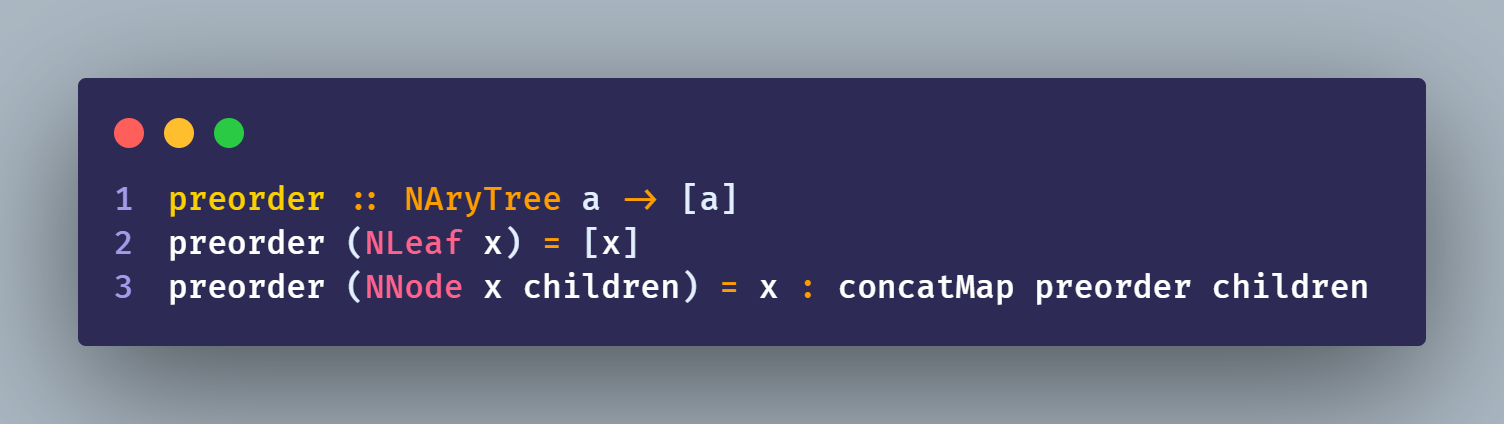 1 preorder :: NAryTree a -> [a]
2 preorder (NLeaf x) = [x]
3 preorder (NNode x children) = x : concatMap preorder children